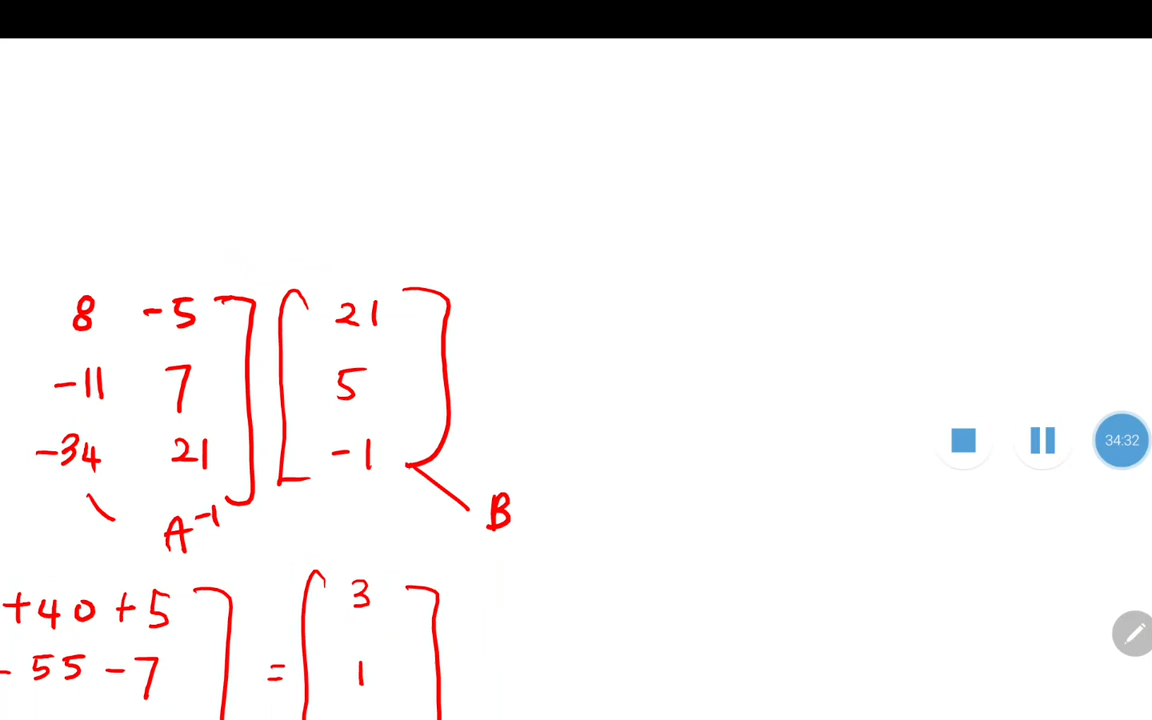 8 -5 21
-11 7 5
-34 21 -1
A⁻¹ B
+40 +5 3
- 55 - 7 = 1
34:32